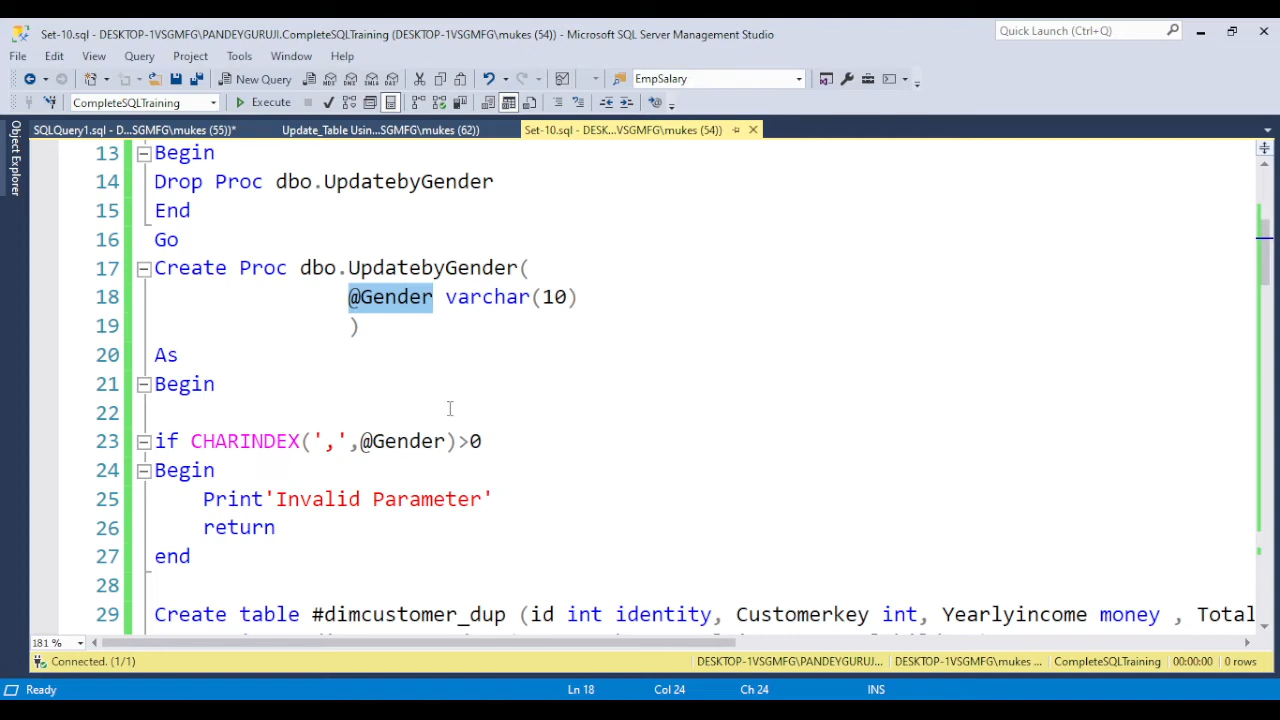 Set-10.sql - DESKTOP-1VSGMFG\PANDEYGURUJI.CompleteSQLTraining (DESKTOP-1VSGMFG\mukes (54)) - Microsoft SQL Server Management Studio
Quick Launch (Ctrl+Q)
File Edit View Query Project Tools Window Help
New Query
EmpSalary
CompleteSQLTraining
Execute
Object Explorer
SQLQuery1.sql - D...SGMFG\mukes (55))*
Update_Table Usin...SGMFG\mukes (62))
Set-10.sql - DESK...VSGMFG\mukes (54))
13 Begin
14 Drop Proc dbo.UpdatebyGender
15 End
16 Go
17 Create Proc dbo.UpdatebyGender(
18 @Gender varchar(10)
19 )
20 As
21 Begin
22
23 if CHARINDEX(',',@Gender)>0
24 Begin
25 Print'Invalid Parameter'
26 return
27 end
28
29 Create table #dimcustomer_dup (id int identity, Customerkey int, Yearlyincome money , Total
181 %
Connected. (1/1)
DESKTOP-1VSGMFG\PANDEYGURUJI...
DESKTOP-1VSGMFG\mukes ...
CompleteSQLTraining
00:00:00
0 rows
Ready
Ln 18
Col 24
Ch 24
INS